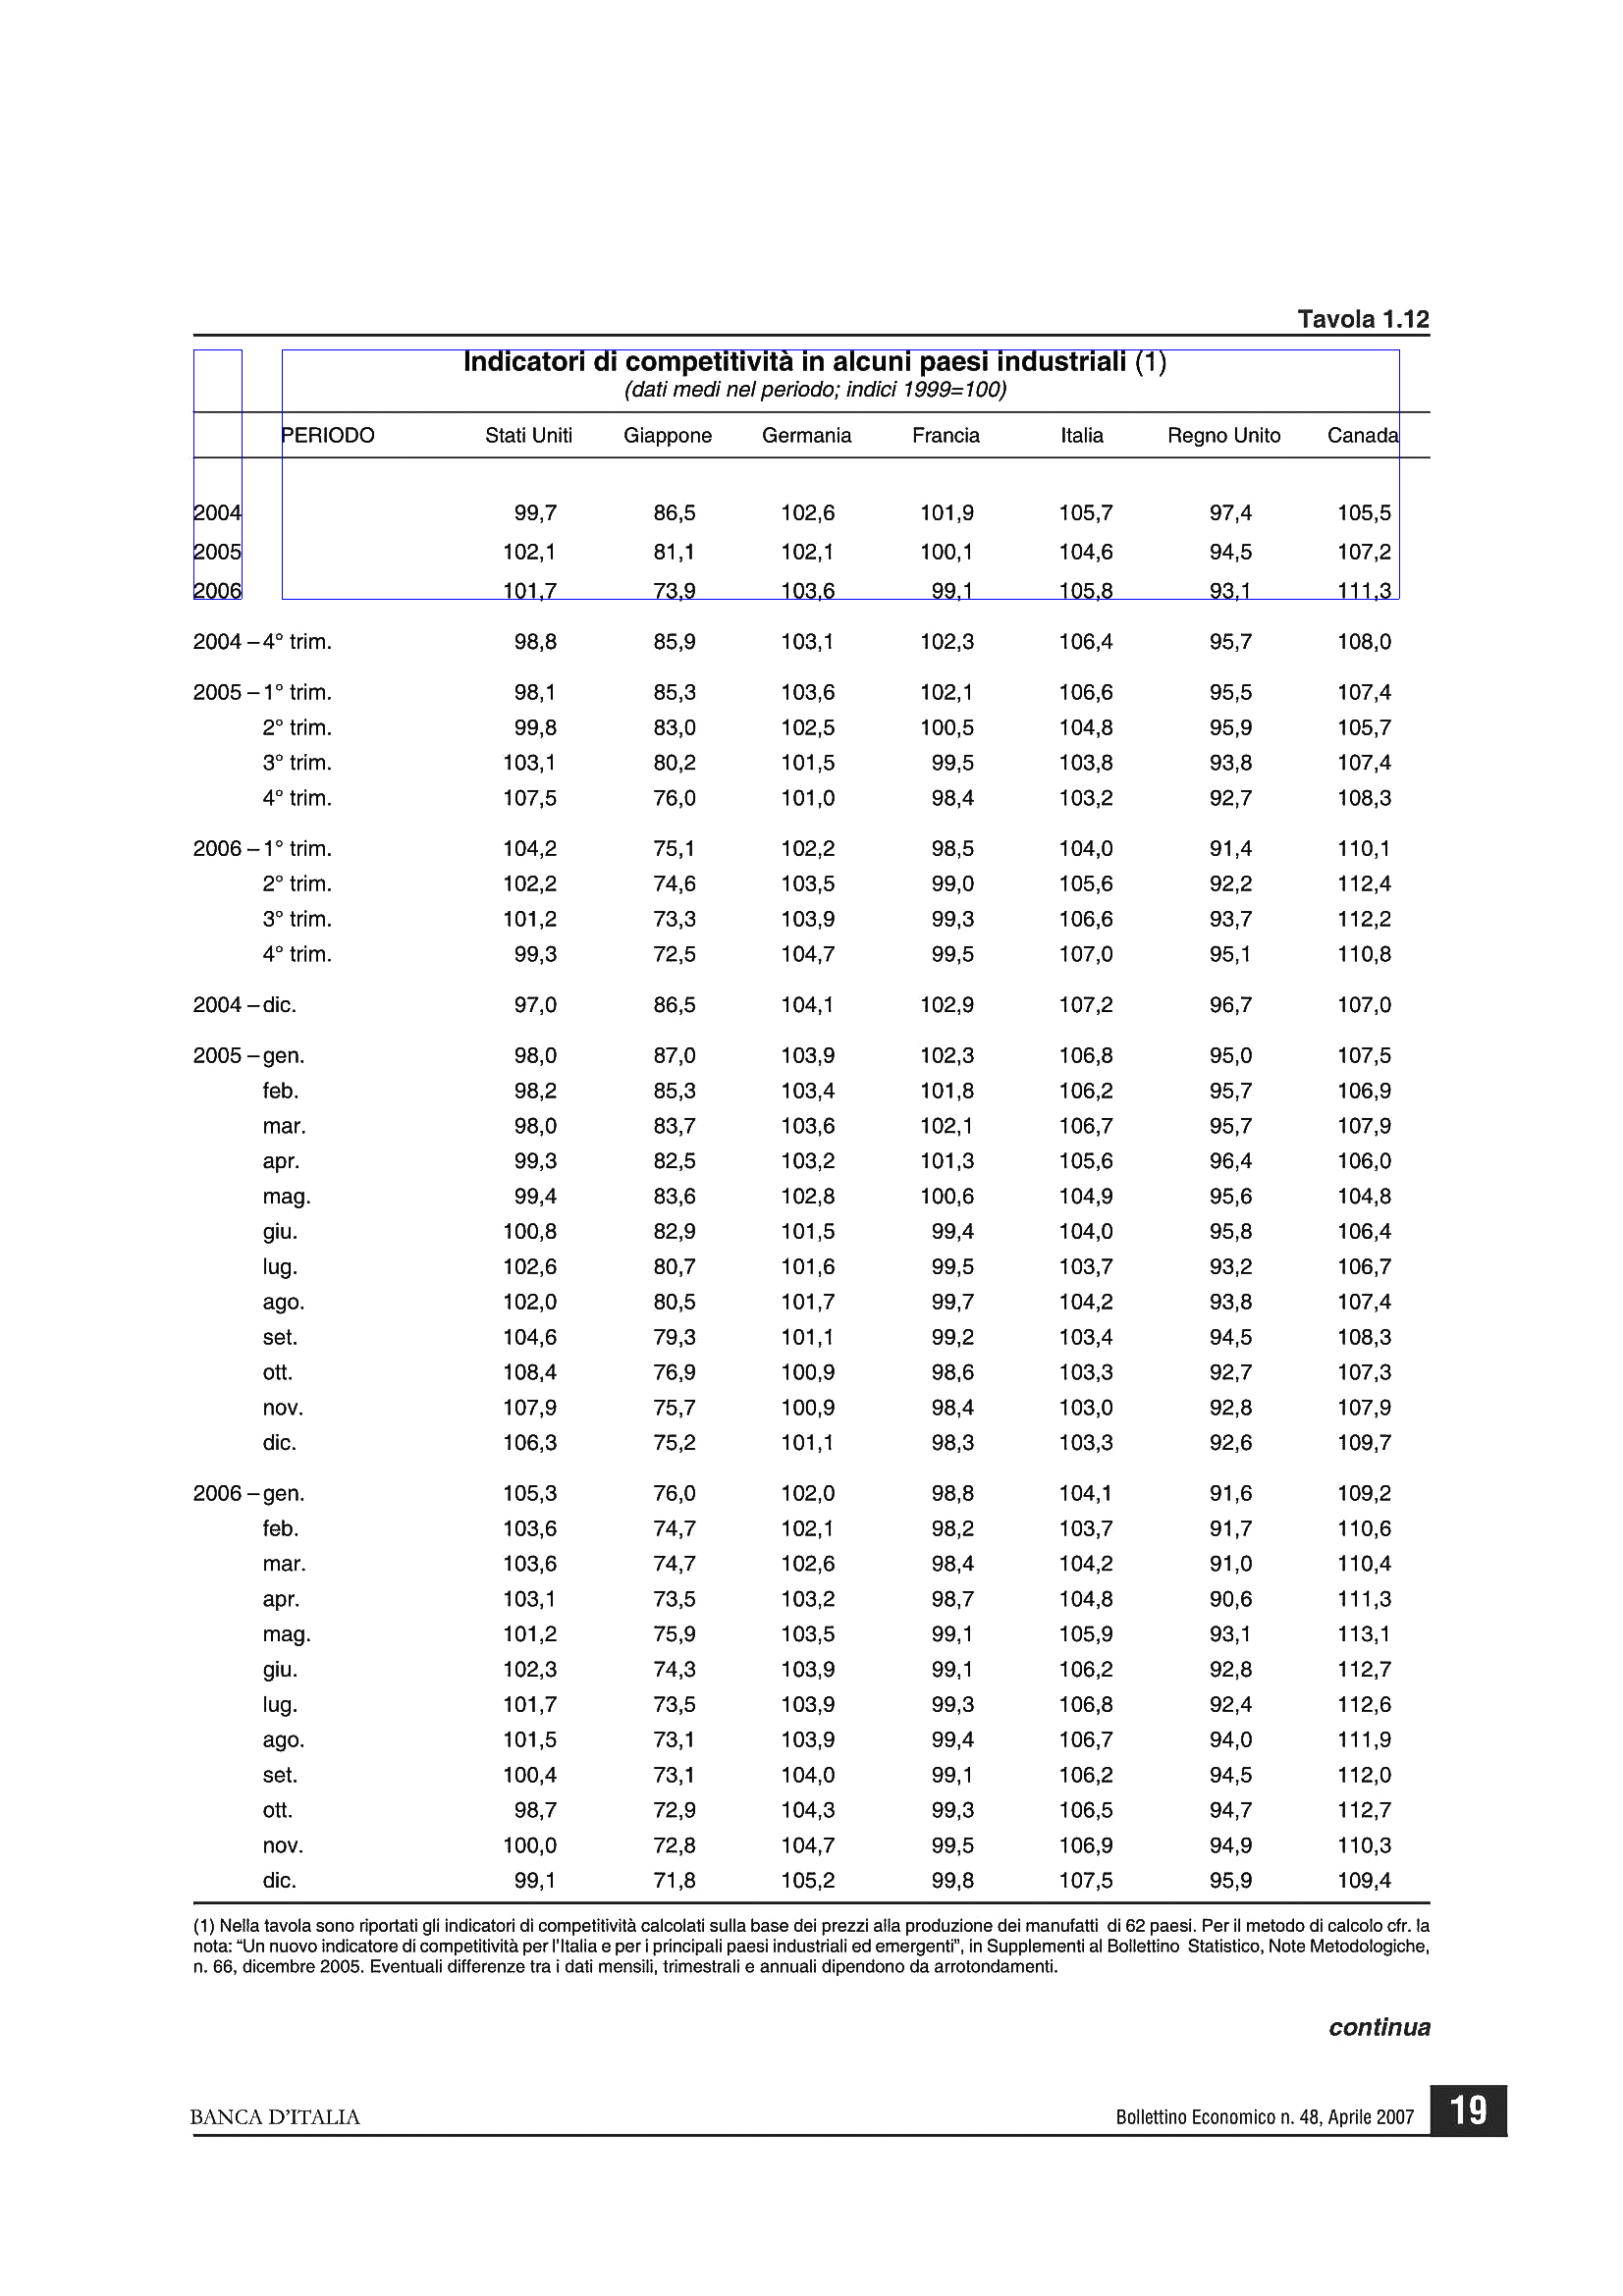 Tavola 1.12
Indicatori di competitività in alcuni paesi industriali (1)
(dati medi nel periodo; indici 1999=100)
PERIODO Stati Uniti Giappone Germania Francia Italia Regno Unito Canada
2004 99,7 86,5 102,6 101,9 105,7 97,4 105,5
2005 102,1 81,1 102,1 100,1 104,6 94,5 107,2
2006 101,7 73,9 103,6 99,1 105,8 93,1 111,3
2004 – 4° trim. 98,8 85,9 103,1 102,3 106,4 95,7 108,0
2005 – 1° trim. 98,1 85,3 103,6 102,1 106,6 95,5 107,4
2° trim. 99,8 83,0 102,5 100,5 104,8 95,9 105,7
3° trim. 103,1 80,2 101,5 99,5 103,8 93,8 107,4
4° trim. 107,5 76,0 101,0 98,4 103,2 92,7 108,3
2006 – 1° trim. 104,2 75,1 102,2 98,5 104,0 91,4 110,1
2° trim. 102,2 74,6 103,5 99,0 105,6 92,2 112,4
3° trim. 101,2 73,3 103,9 99,3 106,6 93,7 112,2
4° trim. 99,3 72,5 104,7 99,5 107,0 95,1 110,8
2004 – dic. 97,0 86,5 104,1 102,9 107,2 96,7 107,0
2005 – gen. 98,0 87,0 103,9 102,3 106,8 95,0 107,5
feb. 98,2 85,3 103,4 101,8 106,2 95,7 106,9
mar. 98,0 83,7 103,6 102,1 106,7 95,7 107,9
apr. 99,3 82,5 103,2 101,3 105,6 96,4 106,0
mag. 99,4 83,6 102,8 100,6 104,9 95,6 104,8
giu. 100,8 82,9 101,5 99,4 104,0 95,8 106,4
lug. 102,6 80,7 101,6 99,5 103,7 93,2 106,7
ago. 102,0 80,5 101,7 99,7 104,2 93,8 107,4
set. 104,6 79,3 101,1 99,2 103,4 94,5 108,3
ott. 108,4 76,9 100,9 98,6 103,3 92,7 107,3
nov. 107,9 75,7 100,9 98,4 103,0 92,8 107,9
dic. 106,3 75,2 101,1 98,3 103,3 92,6 109,7
2006 – gen. 105,3 76,0 102,0 98,8 104,1 91,6 109,2
feb. 103,6 74,7 102,1 98,2 103,7 91,7 110,6
mar. 103,6 74,7 102,6 98,4 104,2 91,0 110,4
apr. 103,1 73,5 103,2 98,7 104,8 90,6 111,3
mag. 101,2 75,9 103,5 99,1 105,9 93,1 113,1
giu. 102,3 74,3 103,9 99,1 106,2 92,8 112,7
lug. 101,7 73,5 103,9 99,3 106,8 92,4 112,6
ago. 101,5 73,1 103,9 99,4 106,7 94,0 111,9
set. 100,4 73,1 104,0 99,1 106,2 94,5 112,0
ott. 98,7 72,9 104,3 99,3 106,5 94,7 112,7
nov. 100,0 72,8 104,7 99,5 106,9 94,9 110,3
dic. 99,1 71,8 105,2 99,8 107,5 95,9 109,4
(1) Nella tavola sono riportati gli indicatori di competitività calcolati sulla base dei prezzi alla produzione dei manufatti di 62 paesi. Per il metodo di calcolo cfr. la
nota: “Un nuovo indicatore di competitività per l’Italia e per i principali paesi industriali ed emergenti”, in Supplementi al Bollettino Statistico, Note Metodologiche,
n. 66, dicembre 2005. Eventuali differenze tra i dati mensili, trimestrali e annuali dipendono da arrotondamenti.
continua
BANCA D’ITALIA Bollettino Economico n. 48, Aprile 2007 19